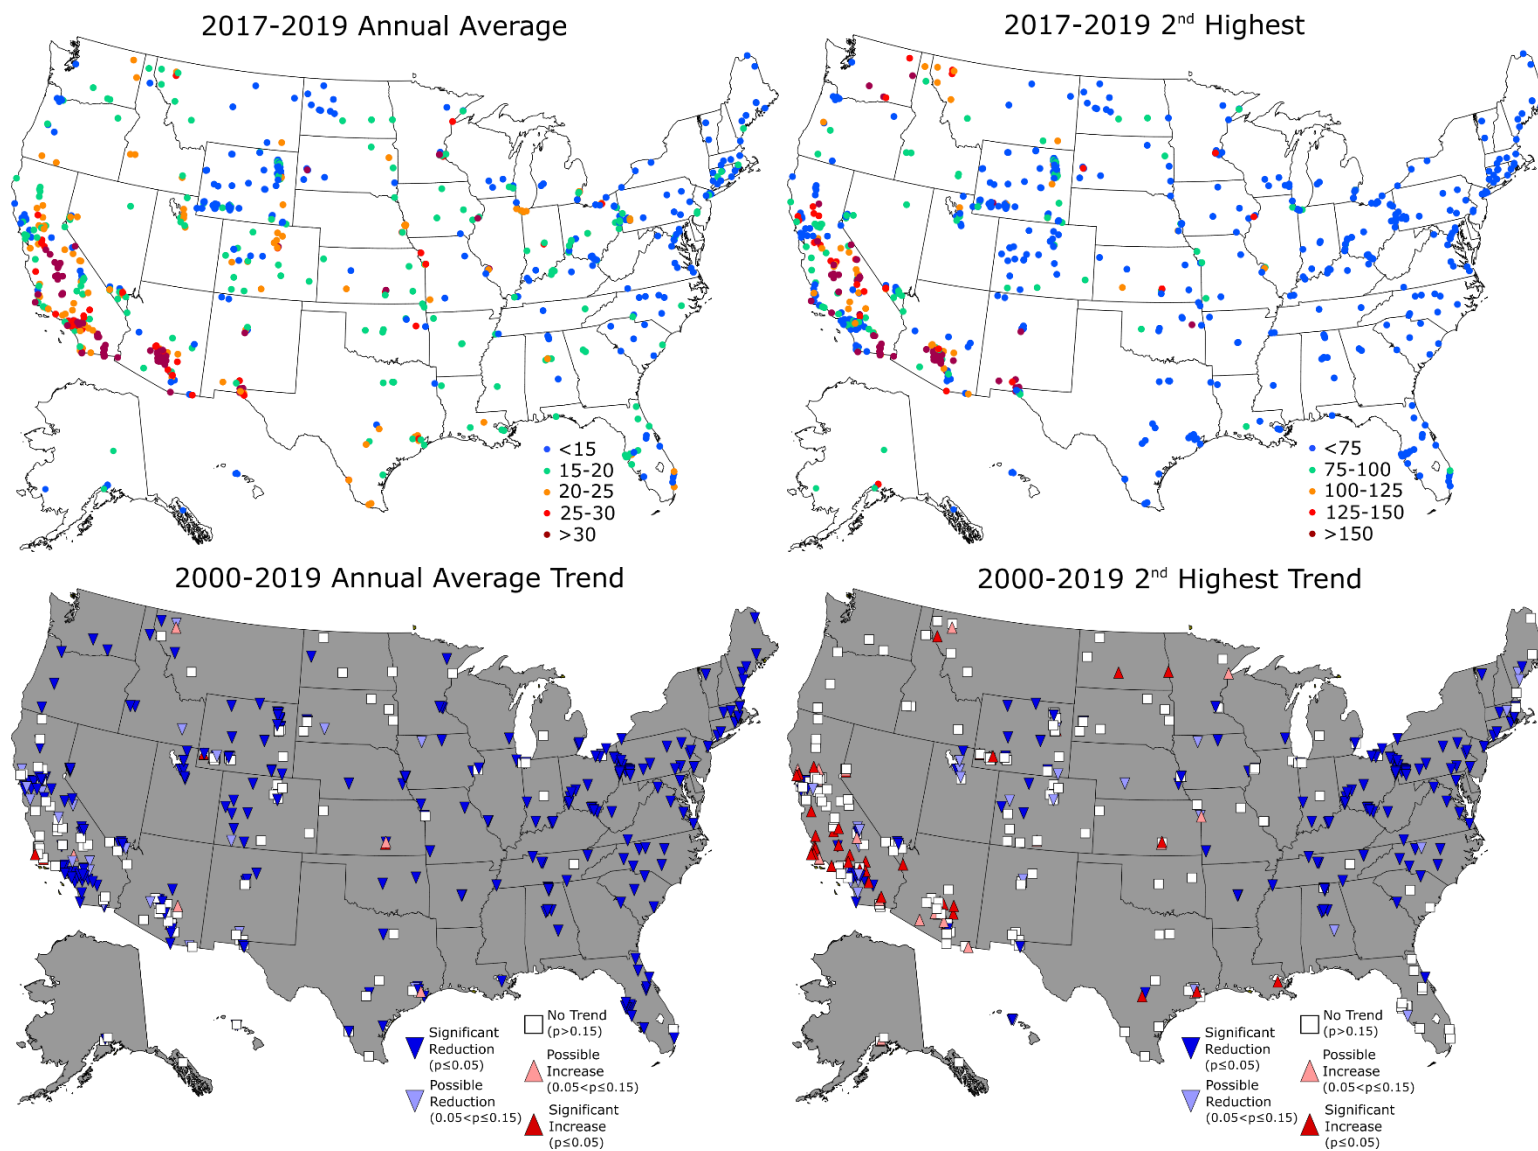 2017-2019 Annual Average
2017-2019 2nd Highest
<15
15-20
20-25
25-30
>30
<75
75-100
100-125
125-150
>150
2000-2019 Annual Average Trend
2000-2019 2nd Highest Trend
Significant
Reduction
(p≤0.05)
Possible
Reduction
(0.05<p≤0.15)
No Trend
(p>0.15)
Possible
Increase
(0.05<p≤0.15)
Significant
Increase
(p≤0.05)
Significant
Reduction
(p≤0.05)
Possible
Reduction
(0.05<p≤0.15)
No Trend
(p>0.15)
Possible
Increase
(0.05<p≤0.15)
Significant
Increase
(p≤0.05)